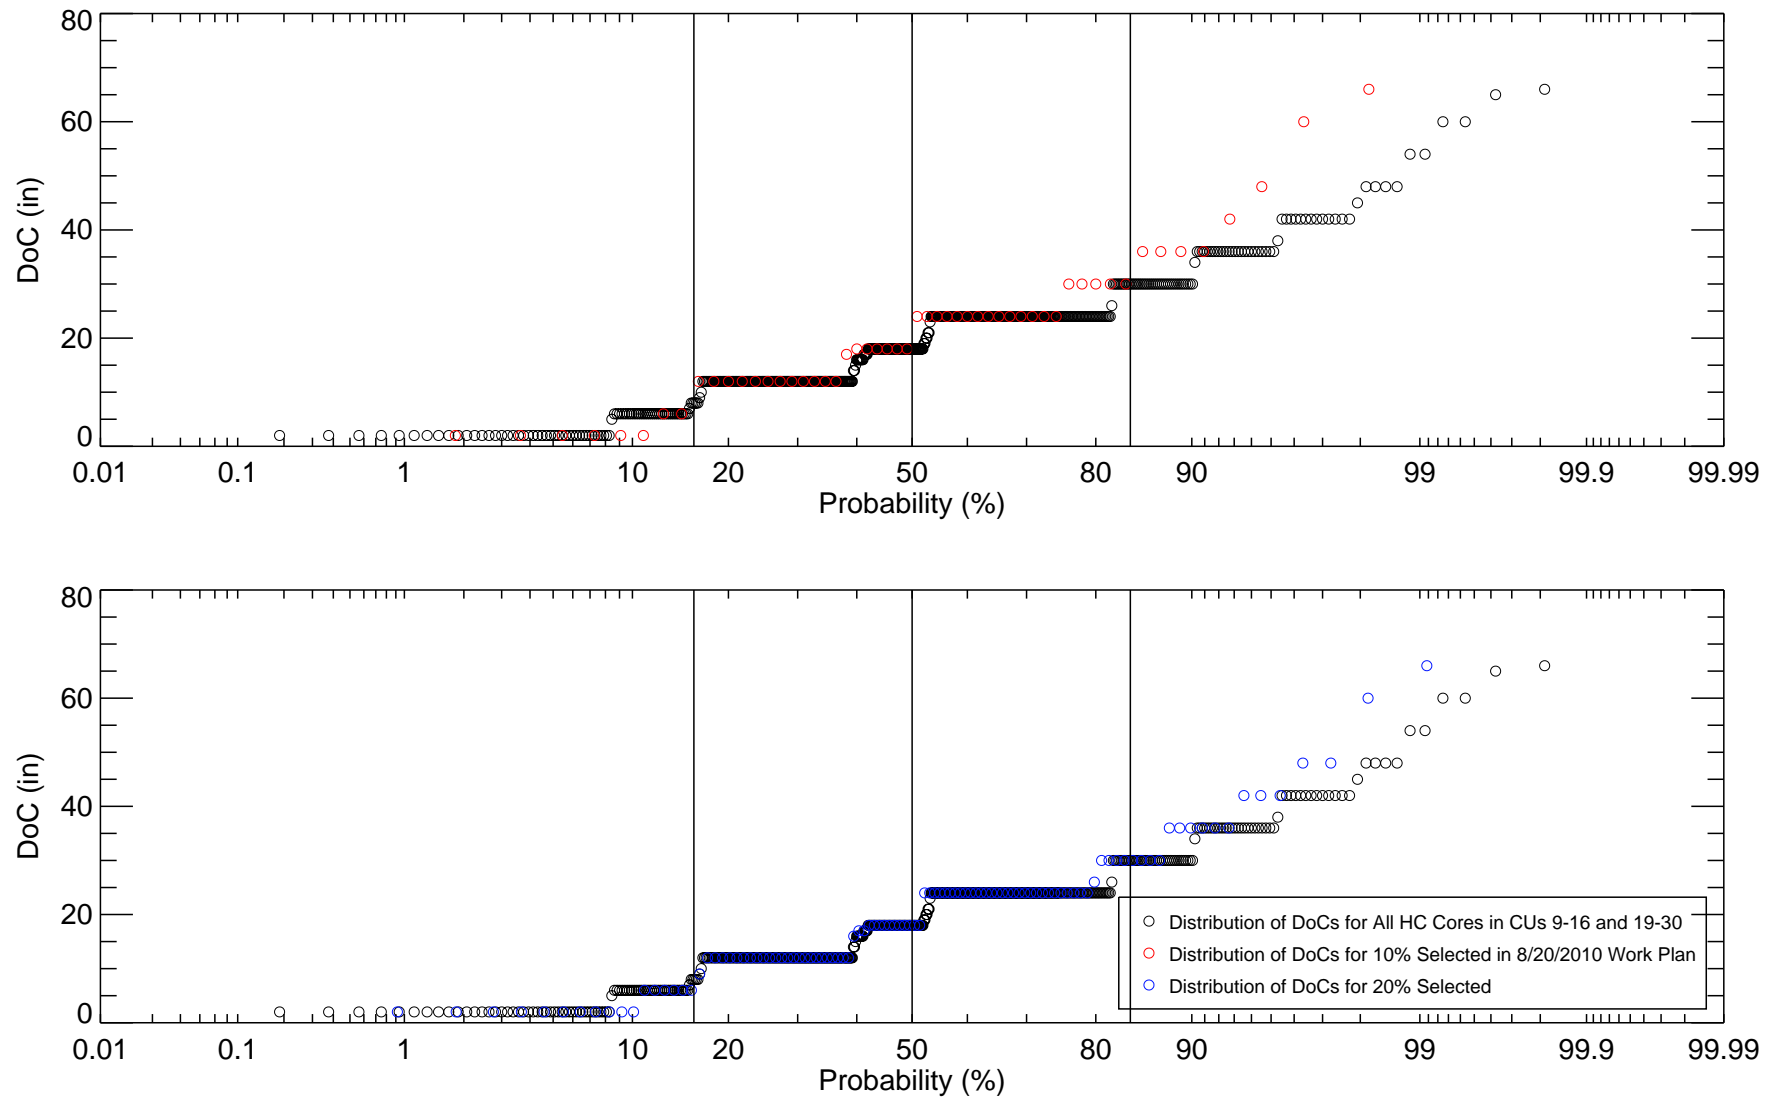 80
60
40
20
0
DoC (in)
0.01 0.1 1 10 20 50 80 90 99 99.9 99.99
Probability (%)
80
60
40
20
0
DoC (in)
Distribution of DoCs for All HC Cores in CUs 9-16 and 19-30
Distribution of DoCs for 10% Selected in 8/20/2010 Work Plan
Distribution of DoCs for 20% Selected
0.01 0.1 1 10 20 50 80 90 99 99.9 99.99
Probability (%)